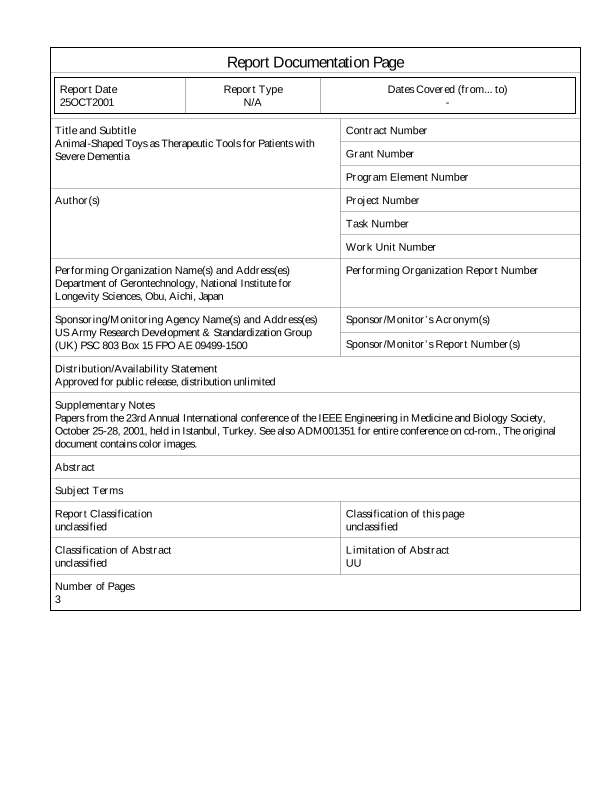 Report Documentation Page
Report Date
25OCT2001
Report Type
N/A
Dates Covered (from... to)
-
Title and Subtitle
Animal-Shaped Toys as Therapeutic Tools for Patients with
Severe Dementia
Contract Number
Grant Number
Program Element Number
Author(s)
Project Number
Task Number
Work Unit Number
Performing Organization Name(s) and Address(es)
Department of Gerontechnology, National Institute for
Longevity Sciences, Obu, Aichi, Japan
Performing Organization Report Number
Sponsoring/Monitoring Agency Name(s) and Address(es)
US Army Research Development & Standardization Group
(UK) PSC 803 Box 15 FPO AE 09499-1500
Sponsor/Monitor's Acronym(s)
Sponsor/Monitor's Report Number(s)
Distribution/Availability Statement
Approved for public release, distribution unlimited
Supplementary Notes
Papers from the 23rd Annual International conference of the IEEE Engineering in Medicine and Biology Society,
October 25-28, 2001, held in Istanbul, Turkey. See also ADM001351 for entire conference on cd-rom., The original
document contains color images.
Abstract
Subject Terms
Report Classification
unclassified
Classification of this page
unclassified
Classification of Abstract
unclassified
Limitation of Abstract
UU
Number of Pages
3